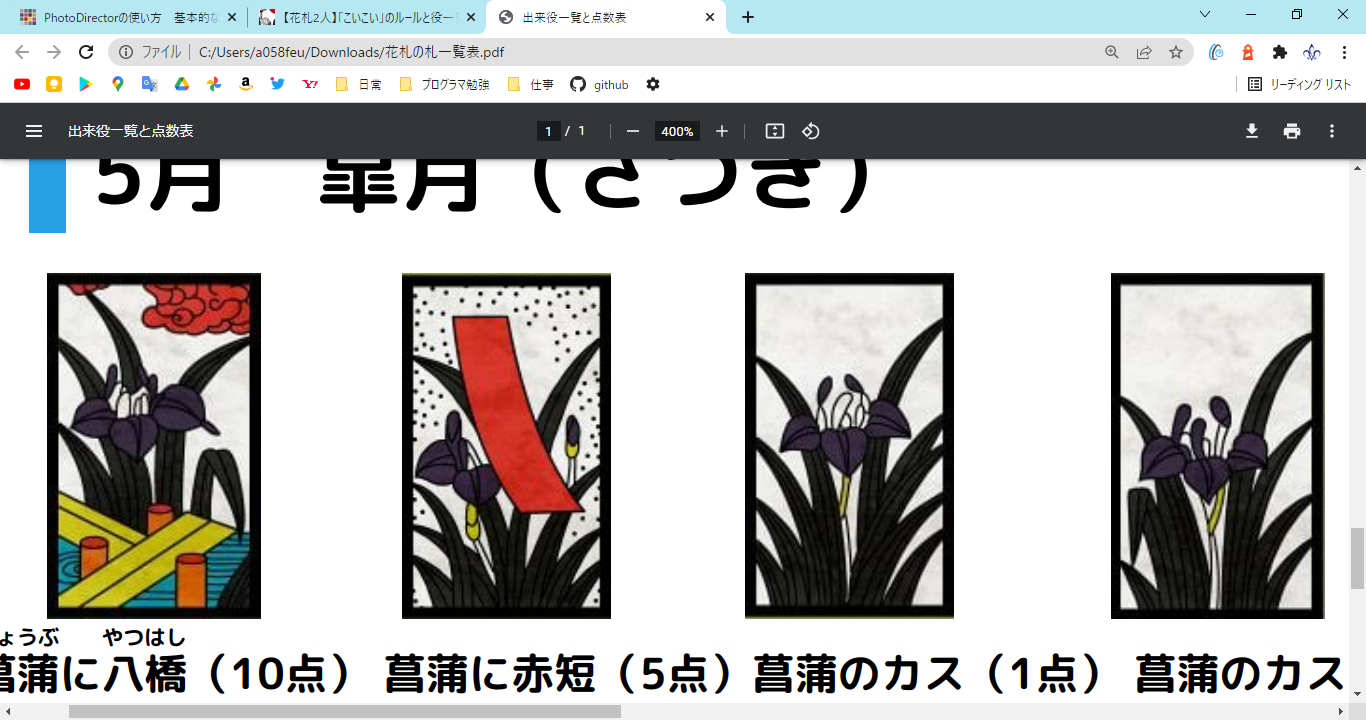 PhotoDirectorの使い方 基本的な
【花札2人】「こいこい」のルールと役一
出来役一覧と点数表
ファイル
C:/Users/a058feu/Downloads/花札の札一覧表.pdf
日常
プログラマ勉強
仕事
github
リーディング リスト
出来役一覧と点数表
1 / 1
400%
5月 皐月（さつき）
ょうぶ やつはし
菖蒲に八橋（10点） 菖蒲に赤短（5点） 菖蒲のカス（1点） 菖蒲のカス